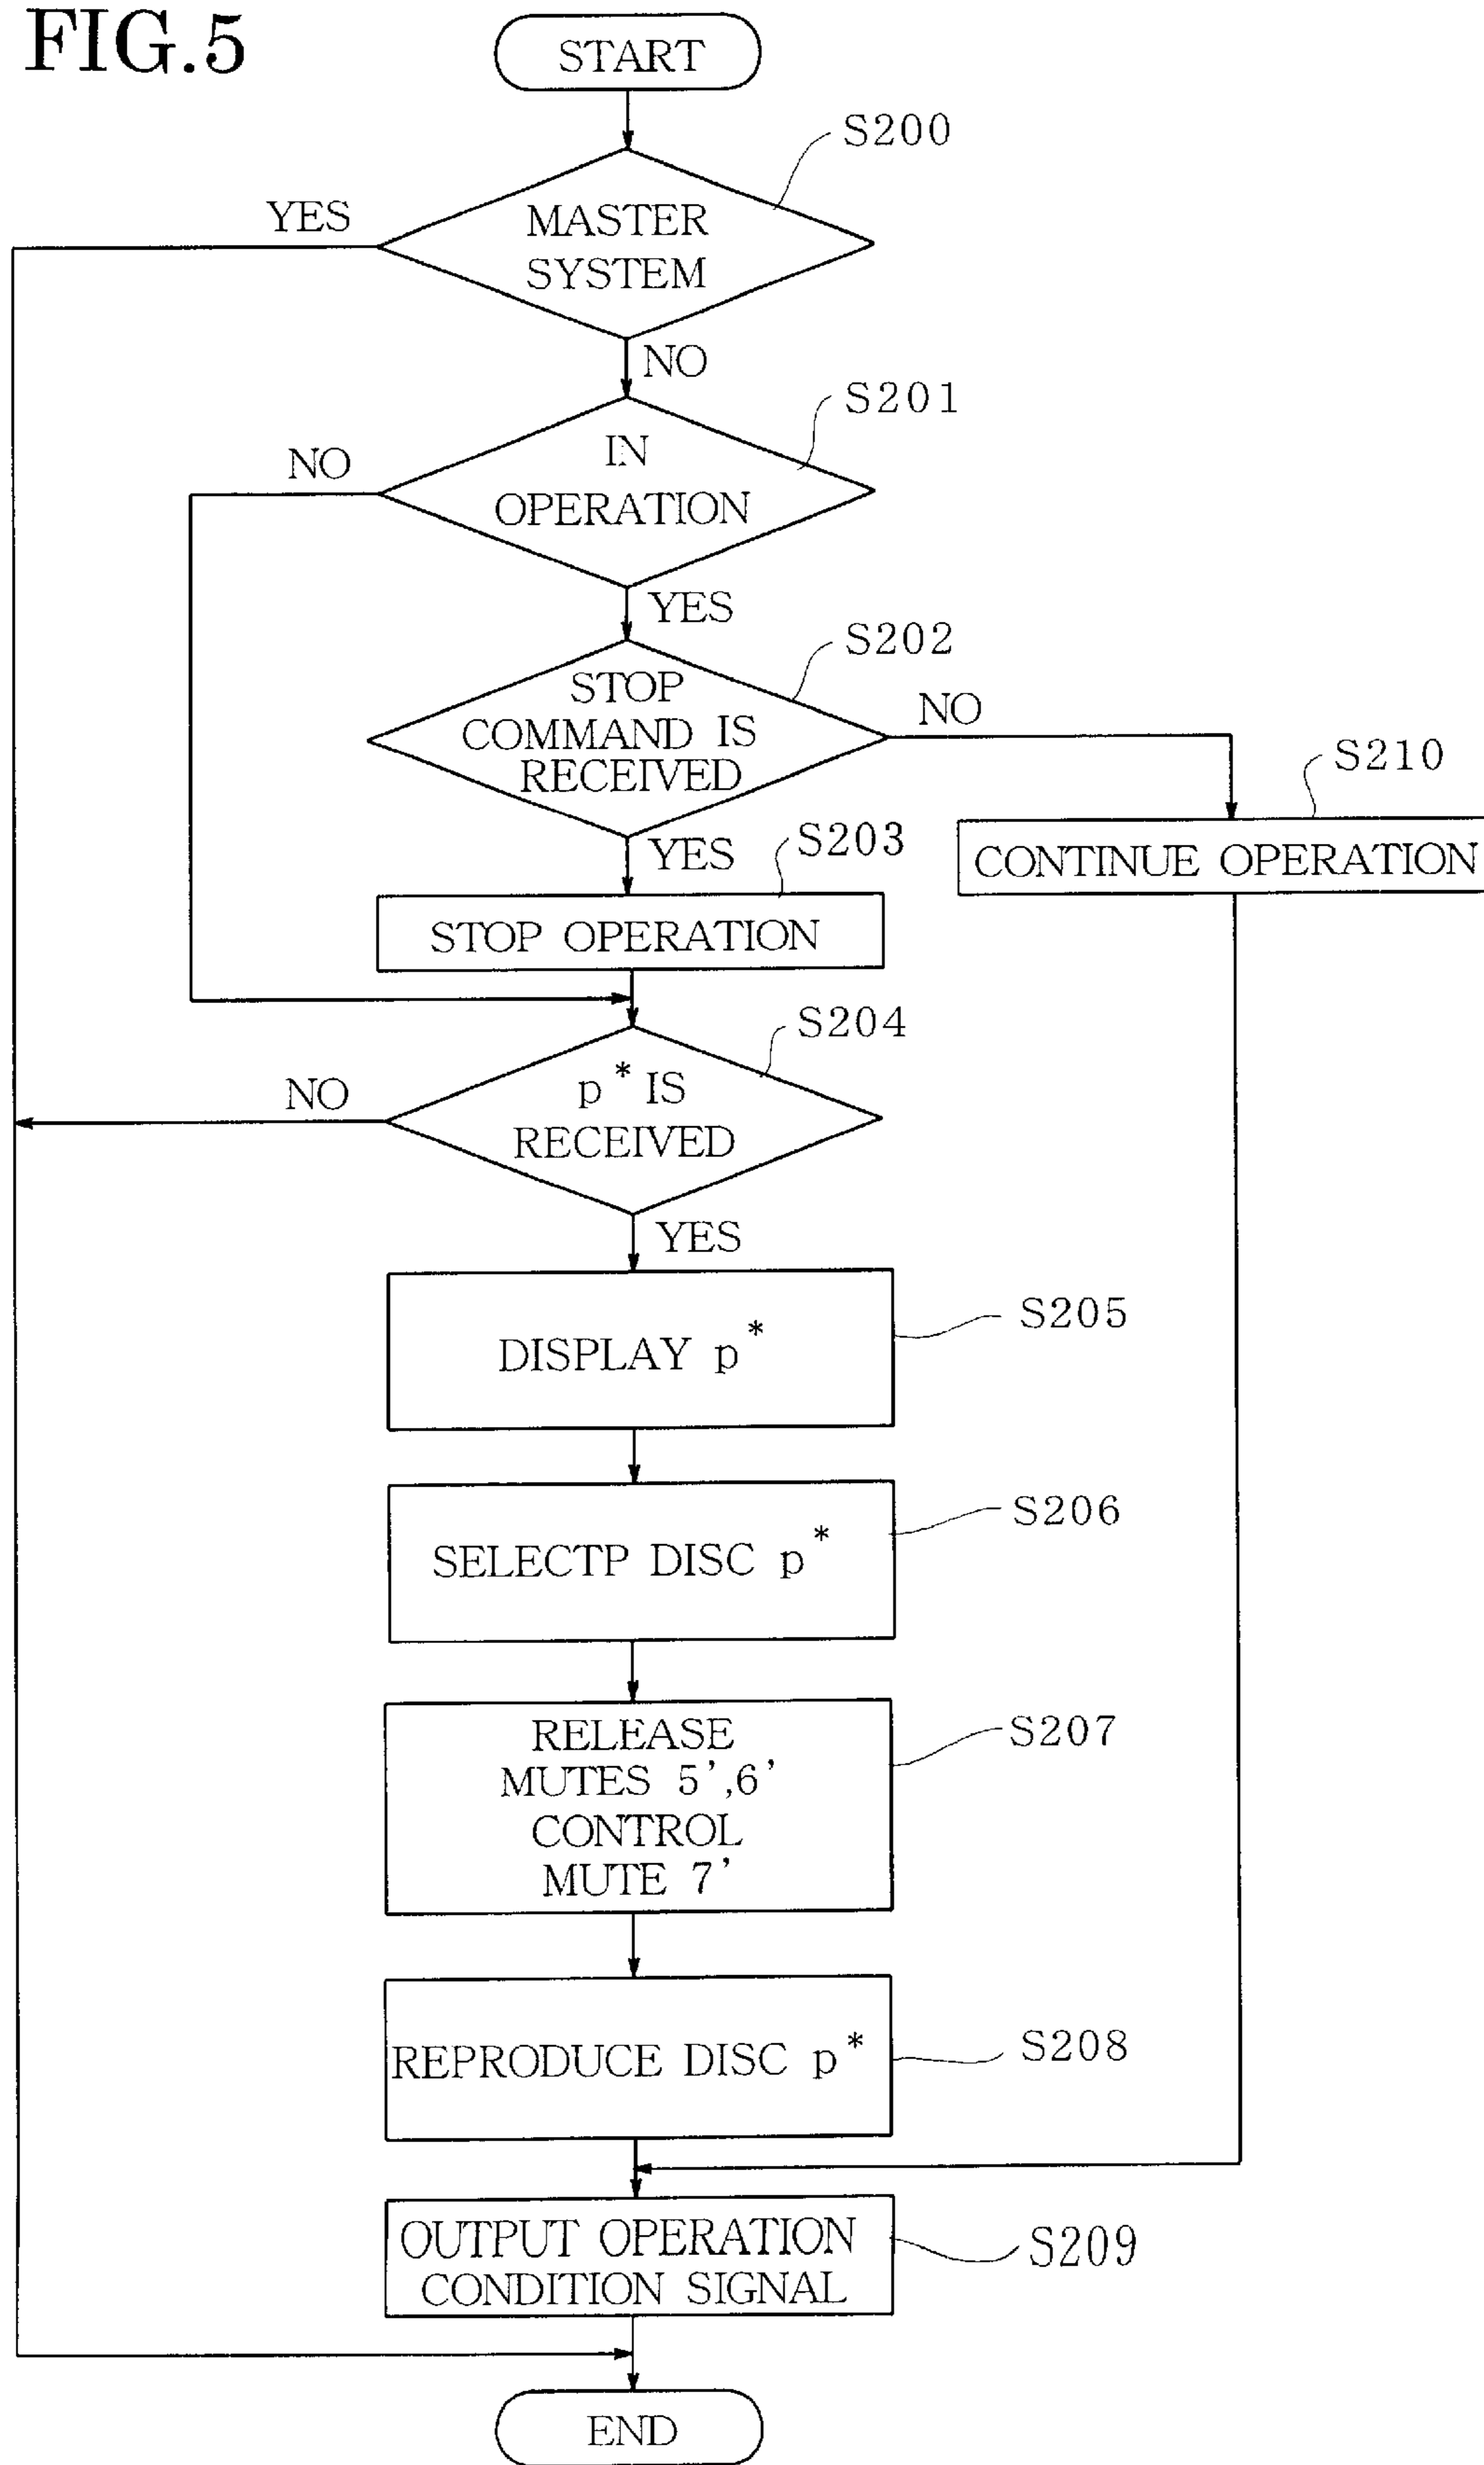 FIG.5
START
S200
YES
MASTER
SYSTEM
NO
S201
NO
IN
OPERATION
YES
S202
STOP
COMMAND IS
RECEIVED
NO
S210
CONTINUE OPERATION
YES
S203
STOP OPERATION
S204
NO
p* IS
RECEIVED
YES
S205
DISPLAY p*
S206
SELECTP DISC p*
RELEASE
MUTES 5',6'
CONTROL
MUTE 7'
S207
REPRODUCE DISC p*
S208
OUTPUT OPERATION
CONDITION SIGNAL
S209
END